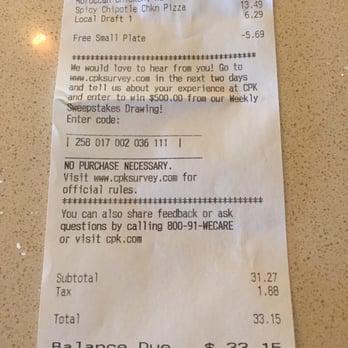 Spicy Chipotle Chkn Pizza 13.49
Local Draft 1 6.29
Free Small Plate -5.69
We would love to hear from you! Go to
www.cpksurvey.com in the next two days
and tell us about your experience at CPK
and enter to win $500.00 from our Weekly
Sweepstakes Drawing!
Enter code:
| 258 017 002 036 111 |
NO PURCHASE NECESSARY.
Visit www.cpksurvey.com for
official rules.
You can also share feedback or ask
questions by calling 800-91-WECARE
or visit cpk.com
Subtotal 31.27
Tax 1.88
Total 33.15
Balance Due $ 33.15